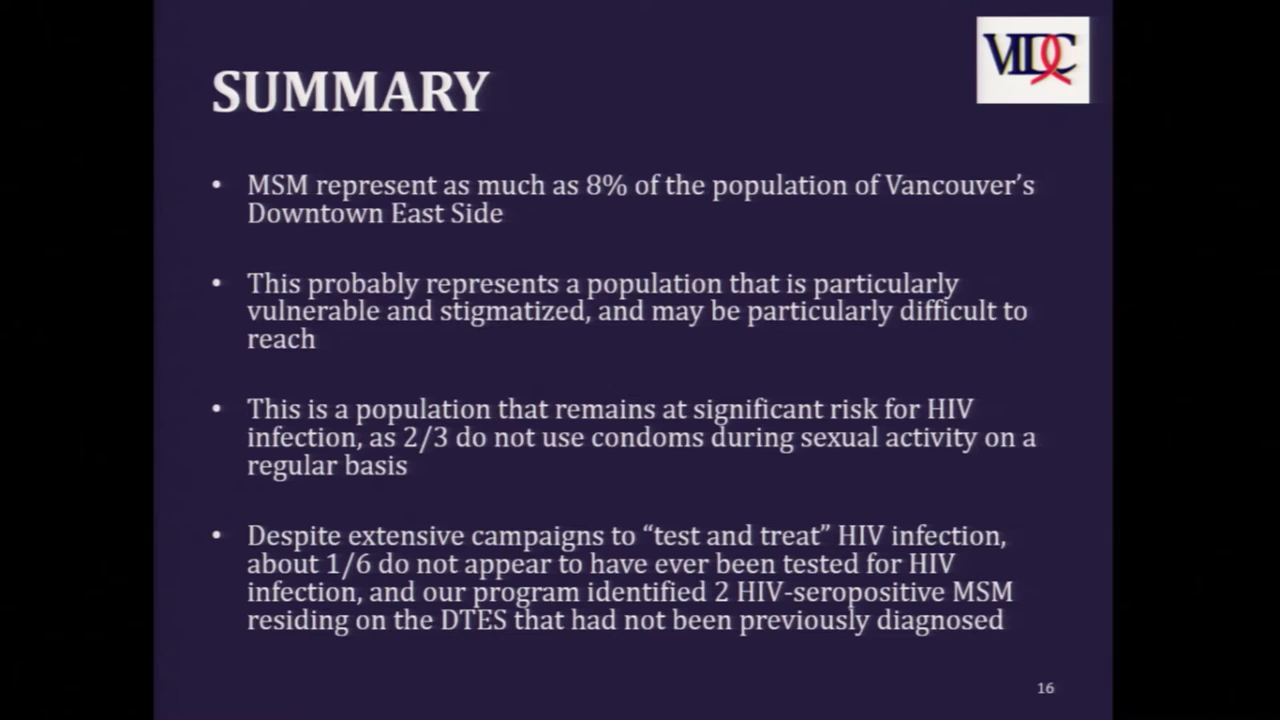 VIDC
SUMMARY
• MSM represent as much as 8% of the population of Vancouver's
Downtown East Side
• This probably represents a population that is particularly
vulnerable and stigmatized, and may be particularly difficult to
reach
• This is a population that remains at significant risk for HIV
infection, as 2/3 do not use condoms during sexual activity on a
regular basis
• Despite extensive campaigns to “test and treat” HIV infection,
about 1/6 do not appear to have ever been tested for HIV
infection, and our program identified 2 HIV-seropositive MSM
residing on the DTES that had not been previously diagnosed
16